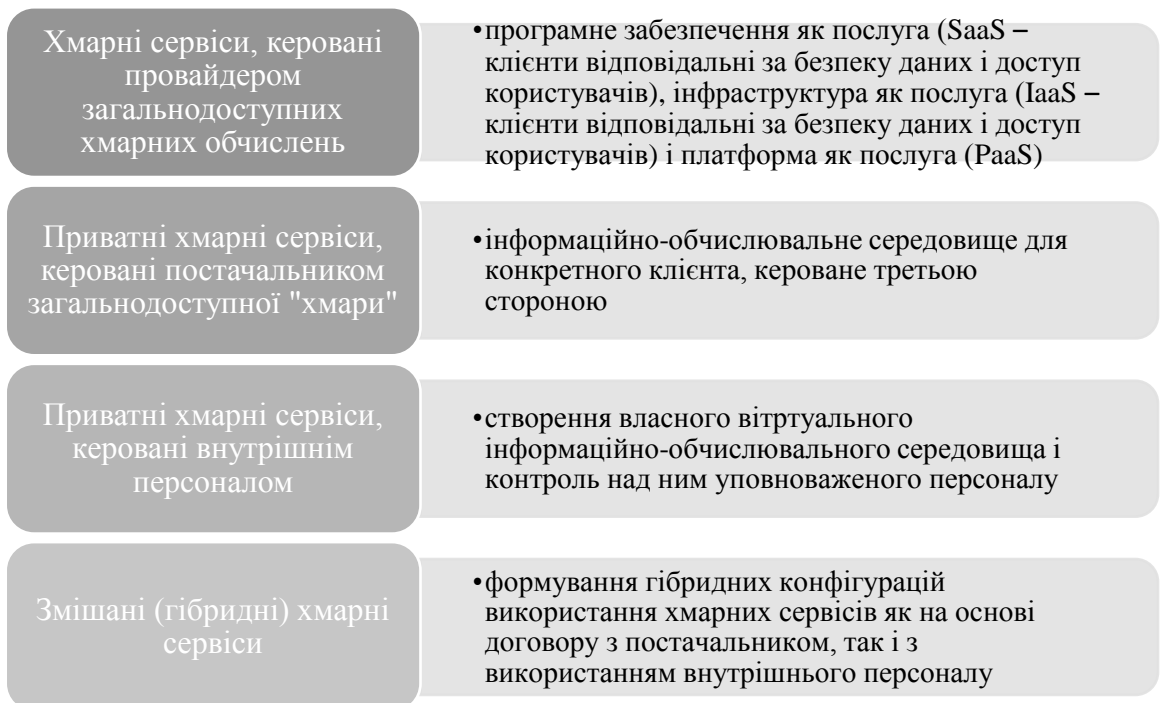 Хмарні сервіси, керовані
провайдером
загальнодоступних
хмарних обчислень
•програмне забезпечення як послуга (SaaS –
клієнти відповідальні за безпеку даних і доступ
користувачів), інфраструктура як послуга (IaaS –
клієнти відповідальні за безпеку даних і доступ
користувачів) і платформа як послуга (PaaS)
Приватні хмарні сервіси,
керовані постачальником
загальнодоступної "хмари"
•інформаційно-обчислювальне середовище для
конкретного клієнта, кероване третьою
стороною
Приватні хмарні сервіси,
керовані внутрішнім
персоналом
•створення власного вітртуального
інформаційно-обчислювального середовища і
контроль над ним уповноваженого персоналу
Змішані (гібридні) хмарні
сервіси
•формування гібридних конфігурацій
використання хмарних сервісів як на основі
договору з постачальником, так і з
використанням внутрішнього персоналу